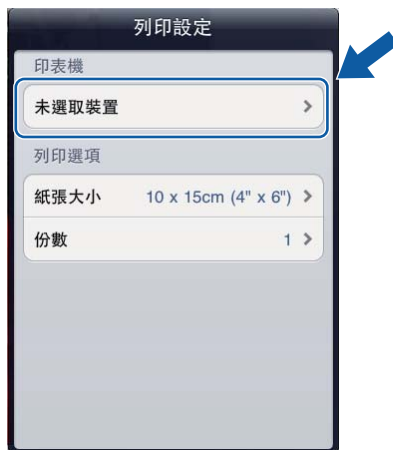 列印設定
印表機
未選取裝置
列印選項
紙張大小 10 x 15cm (4" x 6")
份數 1